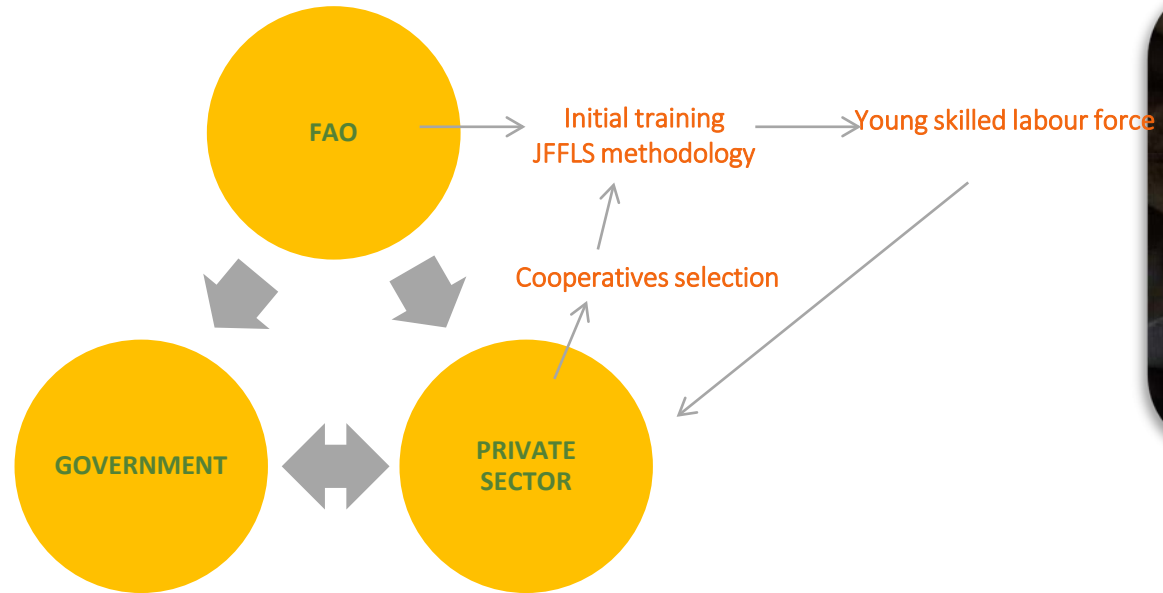 FAO
Initial training
JFFLS methodology
Young skilled labour force
Cooperatives selection
GOVERNMENT
PRIVATE
SECTOR